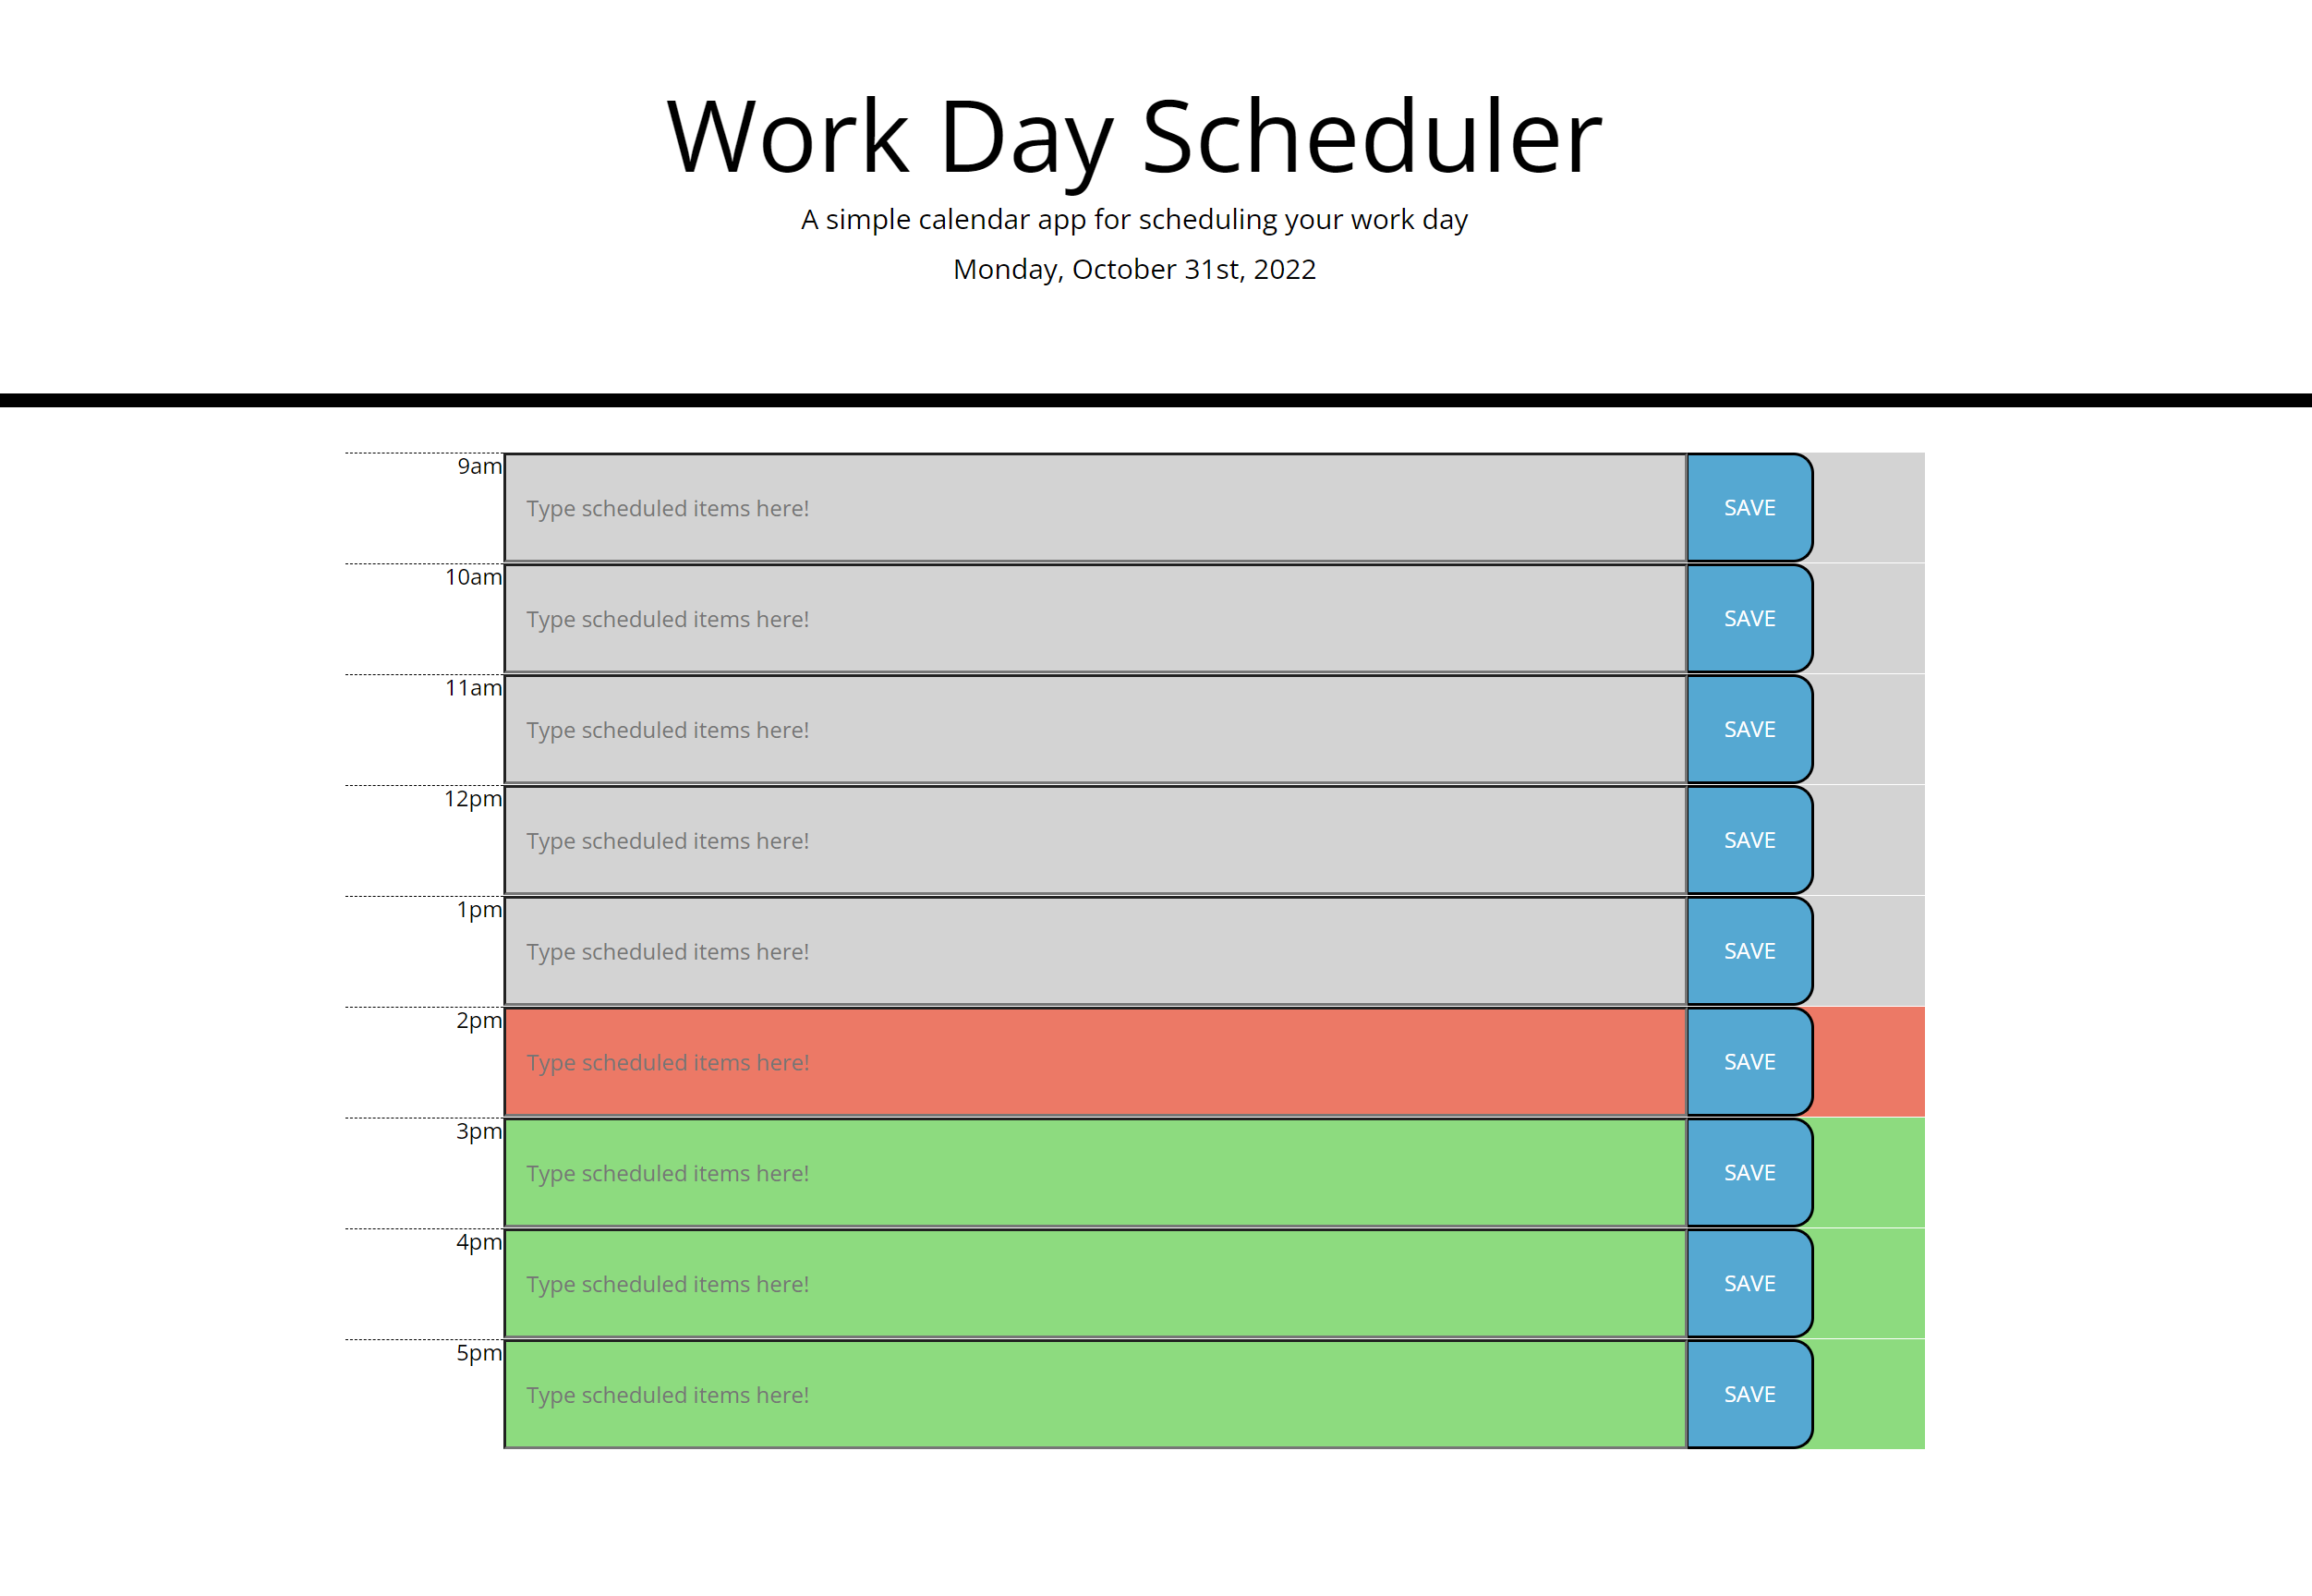 Work Day Scheduler
A simple calendar app for scheduling your work day
Monday, October 31st, 2022
9am
Type scheduled items here!
SAVE
10am
Type scheduled items here!
SAVE
11am
Type scheduled items here!
SAVE
12pm
Type scheduled items here!
SAVE
1pm
Type scheduled items here!
SAVE
2pm
Type scheduled items here!
SAVE
3pm
Type scheduled items here!
SAVE
4pm
Type scheduled items here!
SAVE
5pm
Type scheduled items here!
SAVE